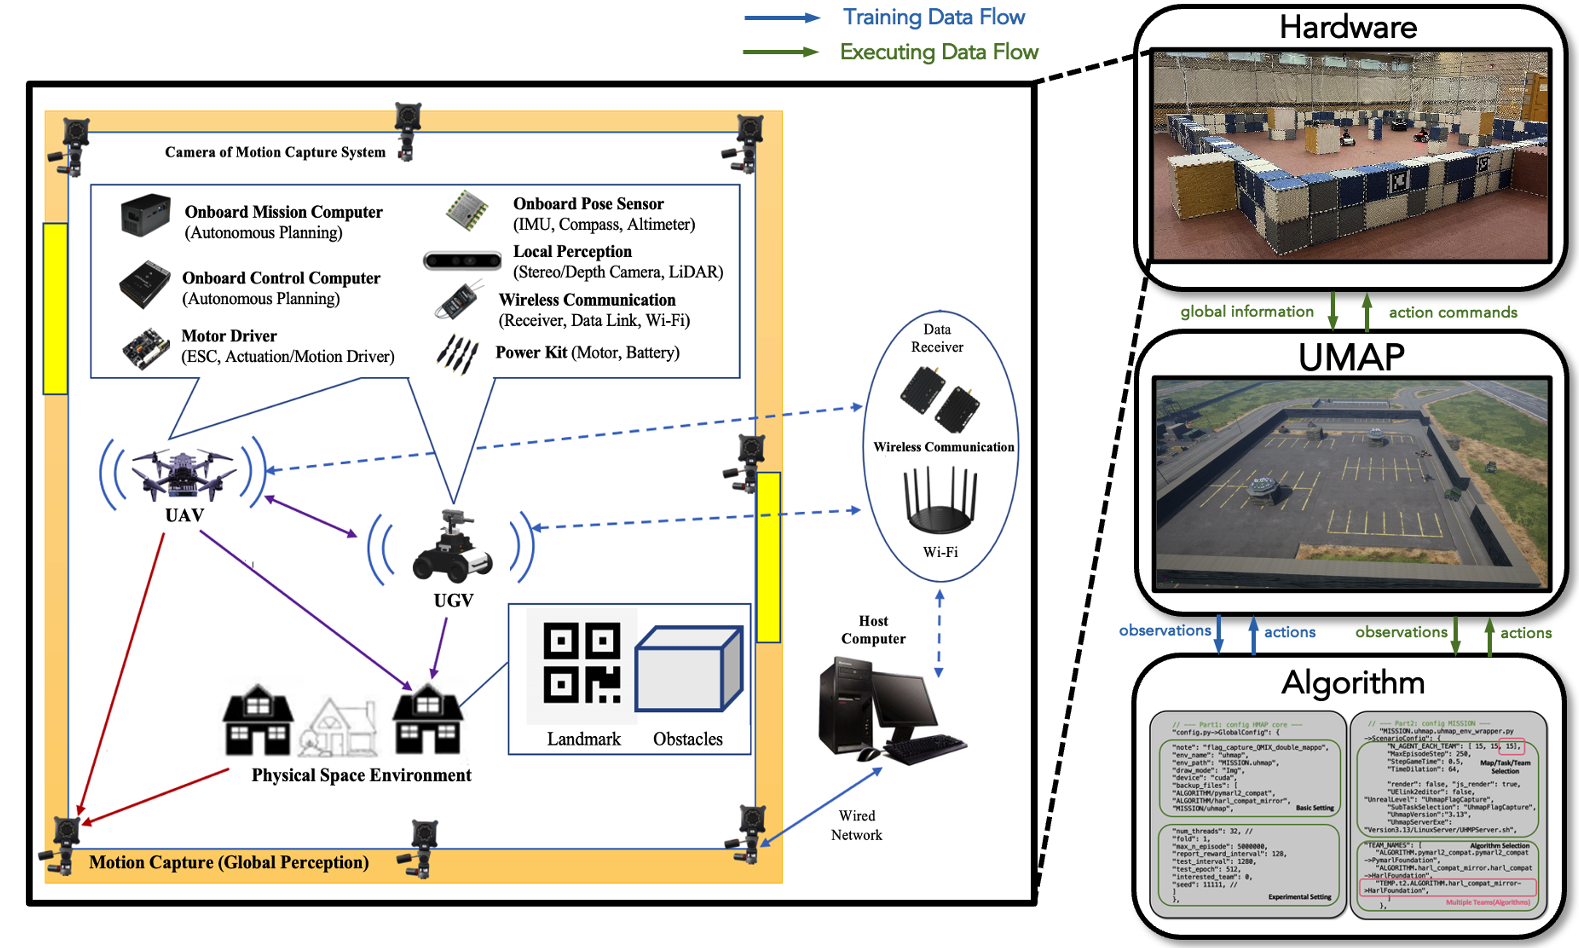 Training Data Flow
Executing Data Flow
Camera of Motion Capture System
Onboard Mission Computer
(Autonomous Planning)
Onboard Control Computer
(Autonomous Planning)
Motor Driver
(ESC, Actuation/Motion Driver)
Onboard Pose Sensor
(IMU, Compass, Altimeter)
Local Perception
(Stereo/Depth Camera, LiDAR)
Wireless Communication
(Receiver, Data Link, Wi-Fi)
Power Kit (Motor, Battery)
UAV
UGV
Data
Receiver
Wireless Communication
Wi-Fi
Host
Computer
Wired
Network
Landmark
Obstacles
Physical Space Environment
Motion Capture (Global Perception)
Hardware
global information
action commands
UMAP
observations
actions
observations
actions
Algorithm
// —— Part1: config HMAP core ——
"config.py->GlobalConfig": {
"note": "flag_capture_QMIX_double_mappo",
"env_name": "uhmap",
"env_path": "MISSION.uhmap",
"draw_mode": "Img",
"device": "cuda",
"backup_files": [
"ALGORITHM/pymarl2_compat",
"ALGORITHM/harl_compat_mirror",
"MISSION/uhmap",
Basic Setting
"num_threads": 32, //
"fold": 1,
"max_n_episode": 5000000,
"report_reward_interval": 128,
"test_interval": 1280,
"test_epoch": 512,
"interested_team": 0,
"seed": 11111, //
]
},
Experimental Setting
// —— Part2: config MISSION ——
"MISSION.uhmap.uhmap_env_wrapper.py
->ScenarioConfig": {
"N_AGENT_EACH_TEAM": [ 15, 15, 15],
"MaxEpisodeStep": 250,
"StepGameTime": 0.5,
"TimeDilation": 64,
Map/Task/Team
Selection
"render": false, "js_render": true,
"UElink2editor": false,
"UnrealLevel": "UhmapFlagCapture",
"SubTaskSelection": "UhmapFlagCapture",
"UhmapVersion":"3.13",
"UhmapServerExe":
"Version3.13/LinuxServer/UHMPServer.sh",
"TEAM_NAMES": [
Algorithm Selection
"ALGORITHM.pymarl2_compat.pymarl2_compat
->PymarlFoundation",
"ALGORITHM.harl_compat_mirror.harl_compat
->HarlFoundation",
"TEMP.t2.ALGORITHM.harl_compat_mirror—
->HarlFoundation",
]
Multiple Teams(Algorithms)
},